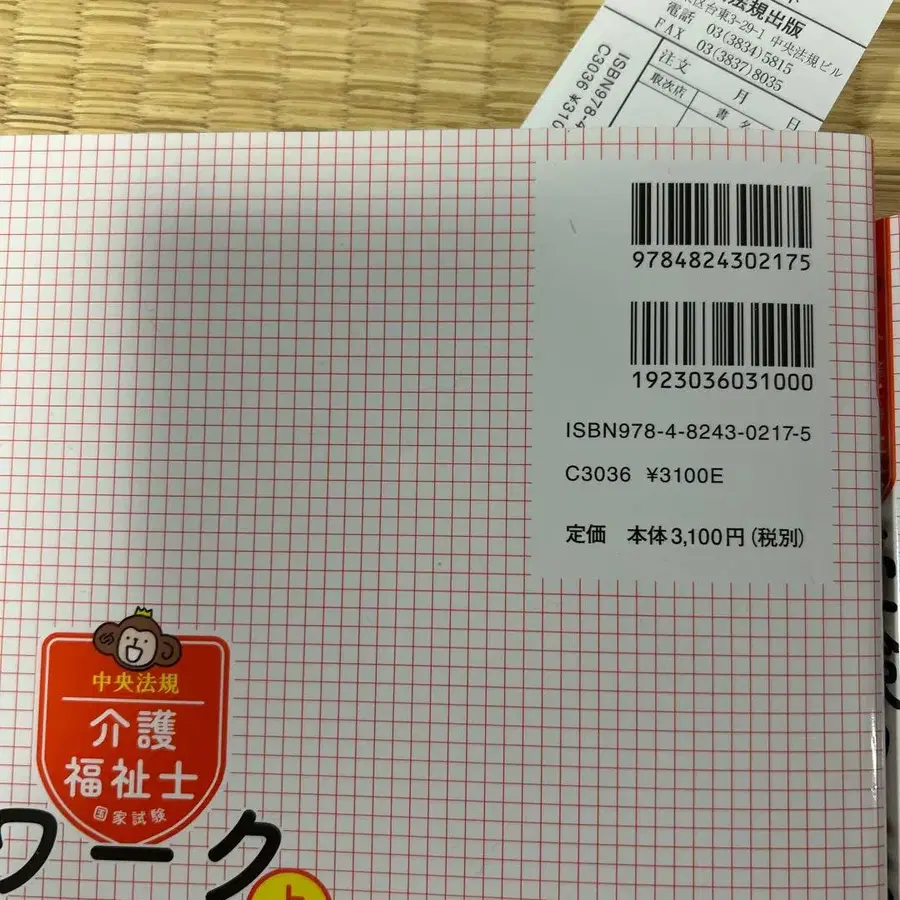 法規出版
区台東3-29-1 中央法規ビル
電話 03(3834)5815
FAX 03(3837)8035
注文 月 日
取次店
書名
ISBN978-4
C3036 ¥310
9784824302175
1923036031000
ISBN978-4-8243-0217-5
C3036 ¥3100E
定価 本体3,100円(税別)
中央法規
介護
福祉士
国家試験
ワーク
上